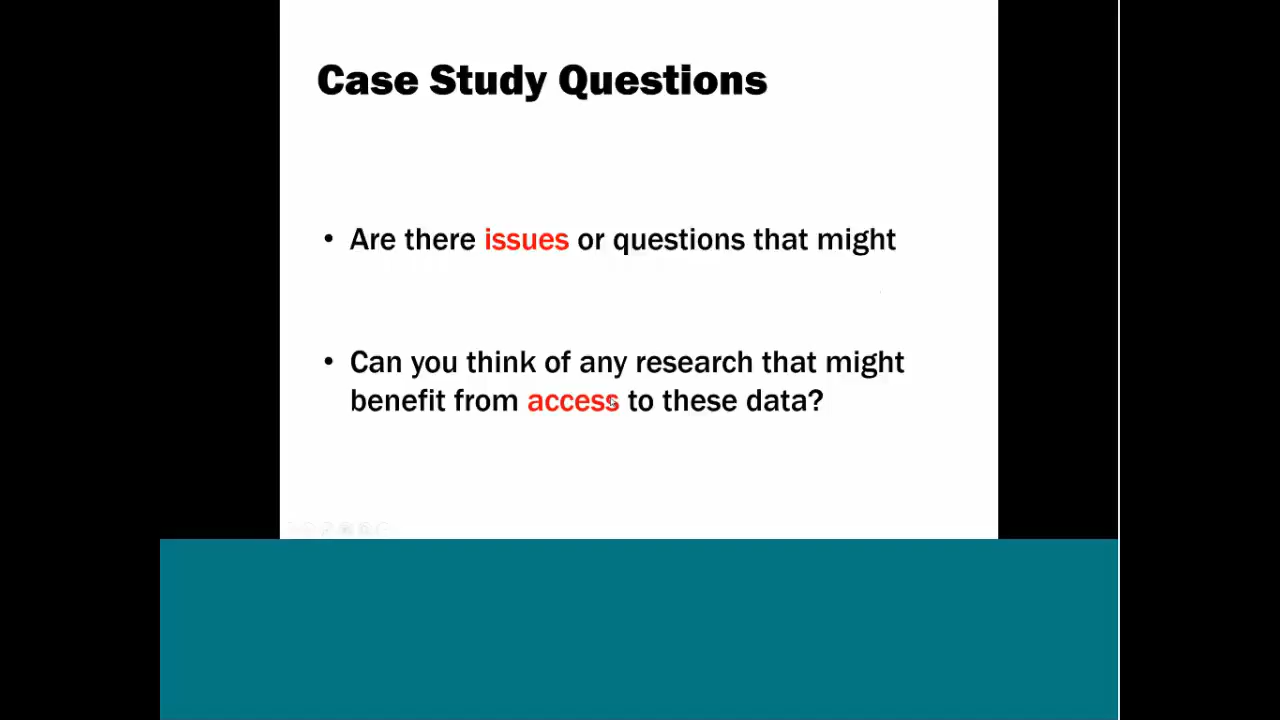 Case Study Questions
• Are there issues or questions that might
• Can you think of any research that might
benefit from access to these data?